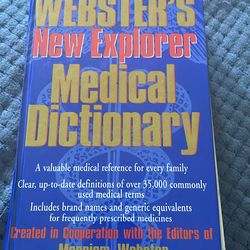 WEBSTER'S
New Explorer
Medical
Dictionary
A valuable medical reference for every family
Clear, up-to-date definitions of over 35,000 commonly
used medical terms
Includes brand names and generic equivalents
for frequently prescribed medicines
Created in Cooperation with the Editors of
Merriam-Webster